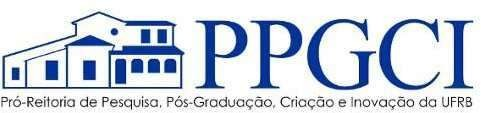 PPGCI
Pró-Reitoria de Pesquisa, Pós-Graduação, Criação e Inovação da UFRB